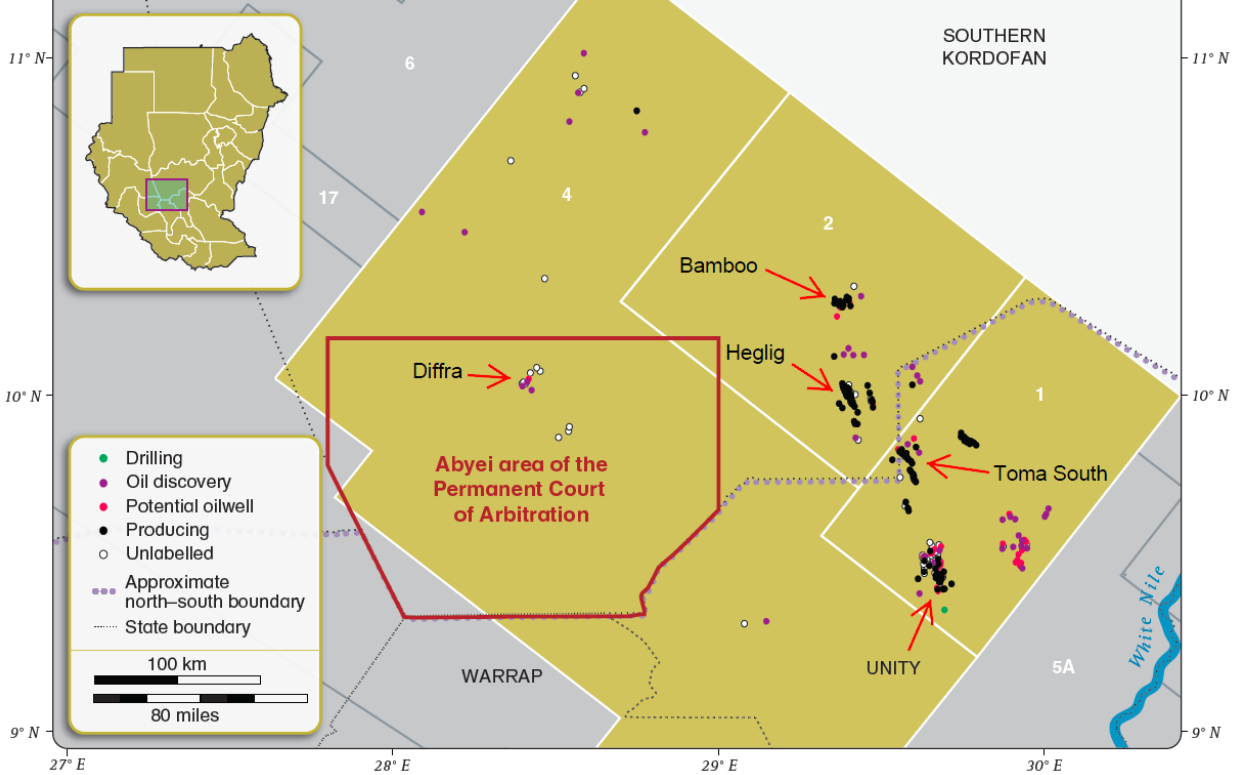 SOUTHERN
KORDOFAN
11° N
11° N
6
17
4
2
Bamboo
Heglig
Diffra
10° N
10° N
1
Abyei area of the
Permanent Court
of Arbitration
Toma South
Drilling
Oil discovery
Potential oilwell
Producing
Unlabelled
Approximate
north–south boundary
State boundary
100 km
80 miles
White Nile
UNITY
5A
WARRAP
9° N
9° N
27° E
28° E
29° E
30° E